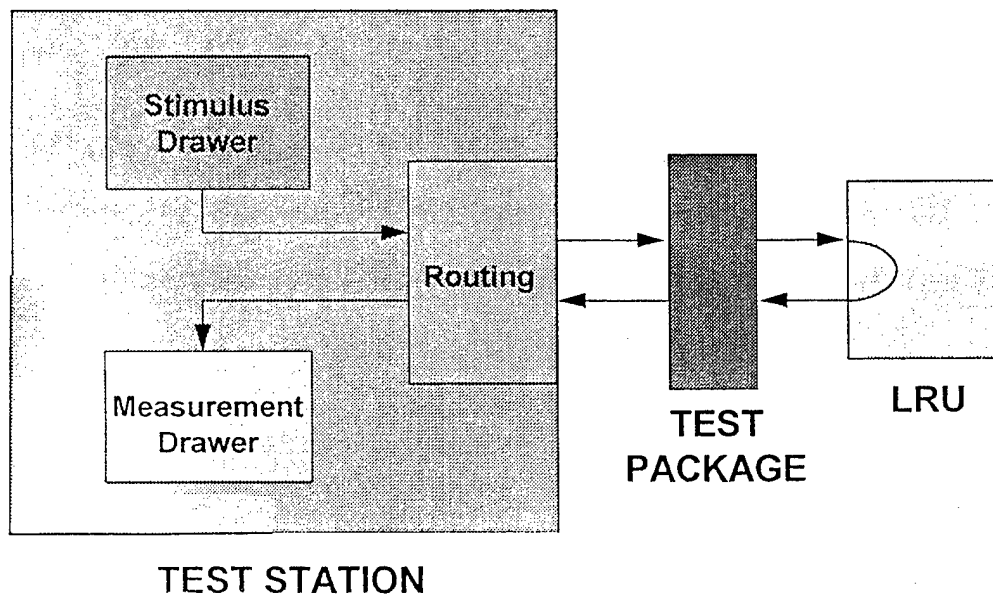 Stimulus
Drawer
Routing
Measurement
Drawer
TEST
PACKAGE
LRU
TEST STATION